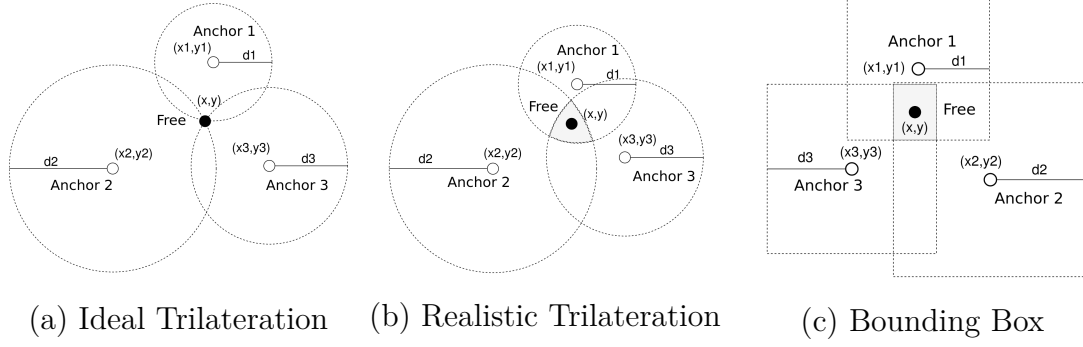 Anchor 1
(x1,y1)
d1
(x,y)
Free
d2
(x2,y2)
Anchor 2
(x3,y3)
d3
Anchor 3
(a) Ideal Trilateration
Anchor 1
(x1,y1)
d1
Free
(x,y)
d2
(x2,y2)
Anchor 2
(x3,y3)
d3
Anchor 3
(b) Realistic Trilateration
Anchor 1
(x1,y1)
d1
Free
(x,y)
d3
(x3,y3)
Anchor 3
(x2,y2)
d2
Anchor 2
(c) Bounding Box